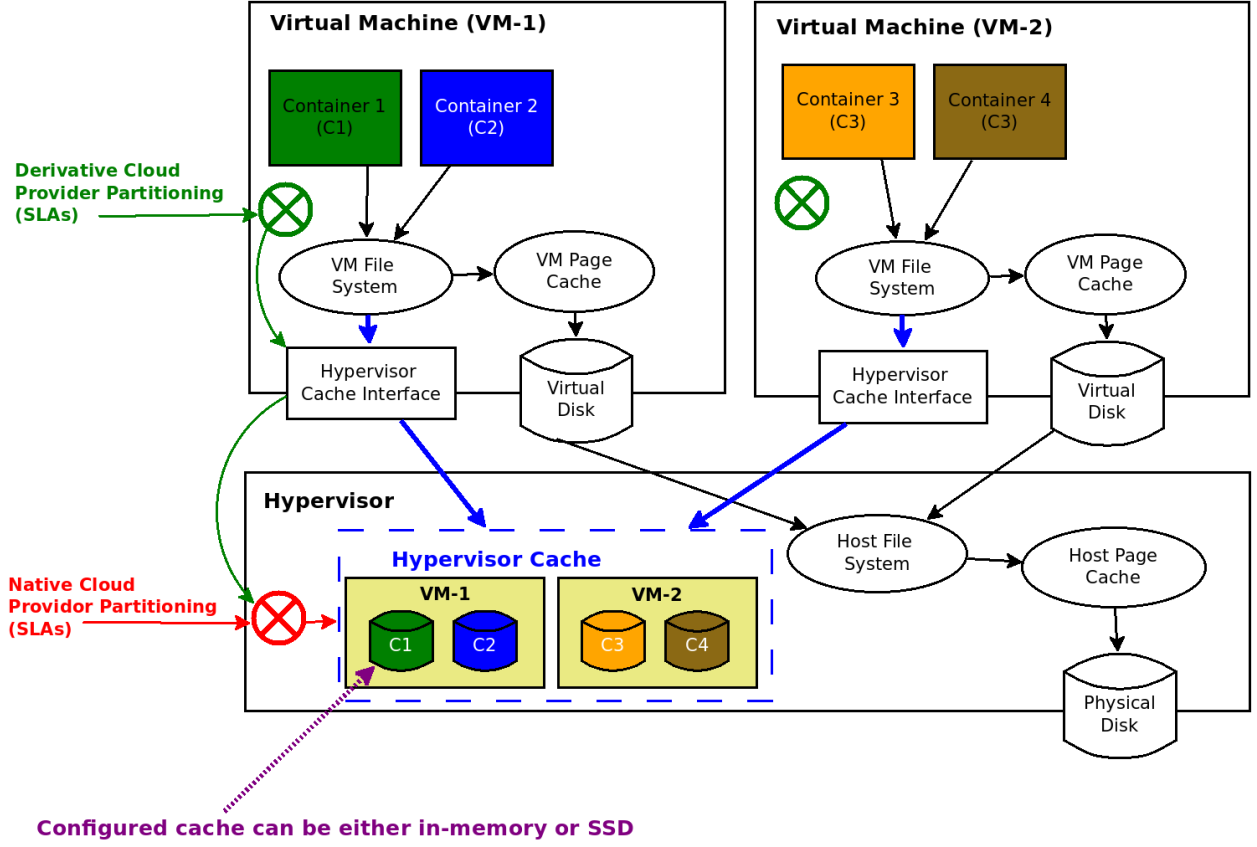 Virtual Machine (VM-1)
Virtual Machine (VM-2)
Container 1
(C1)
Container 2
(C2)
Container 3
(C3)
Container 4
(C3)
Derivative Cloud
Provider Partitioning
(SLAs)
VM File
System
VM Page
Cache
VM File
System
VM Page
Cache
Hypervisor
Cache Interface
Virtual
Disk
Hypervisor
Cache Interface
Virtual
Disk
Hypervisor
Hypervisor Cache
Host File
System
Host Page
Cache
Native Cloud
Providor Partitioning
(SLAs)
VM-1
VM-2
C1
C2
C3
C4
Physical
Disk
Configured cache can be either in-memory or SSD